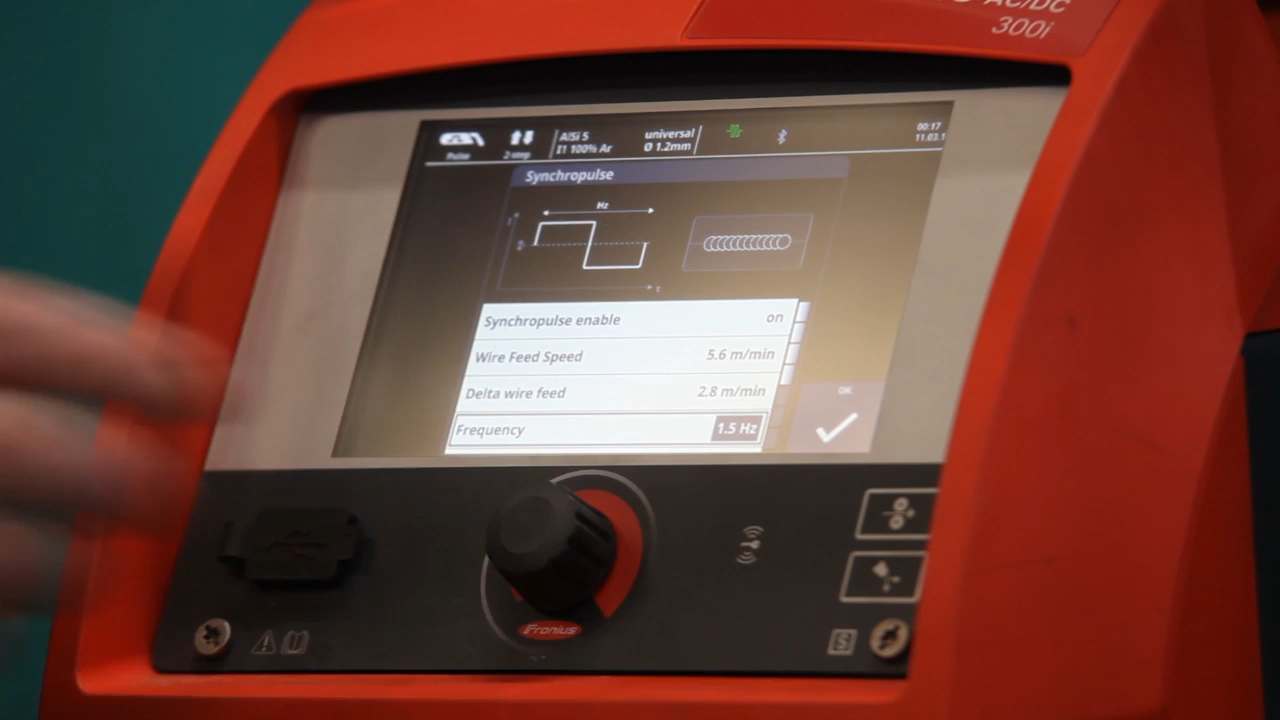 AC/DC
300i
Pulse
2-step
AlSi 5
I1 100% Ar
universal
Ø 1.2mm
00:17
11.03.1
Synchropulse
Hz
t
Synchropulse enable on
Wire Feed Speed 5.6 m/min
Delta wire feed 2.8 m/min
OK
Frequency 1.5 Hz
Fronius
S